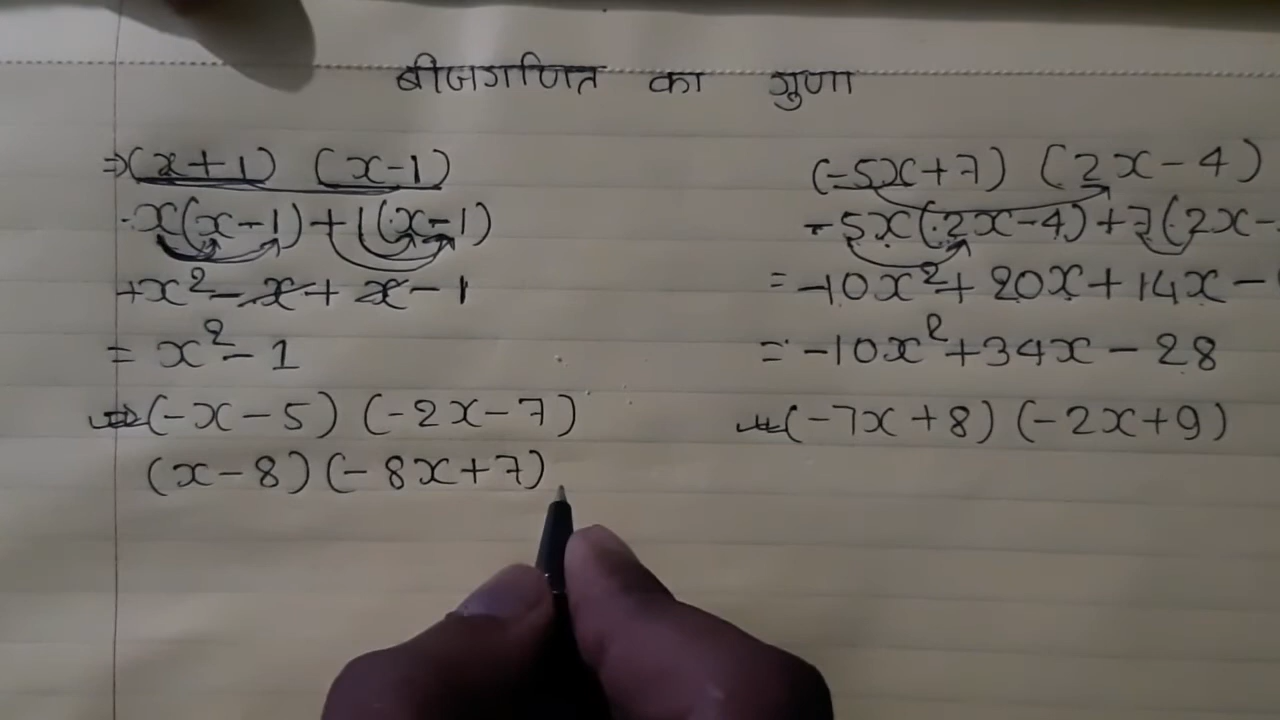 बीजगणित का गुणा
⇒(x+1) (x-1)
x(x-1)+1(x-1)
+x²-x+x-1
= x²-1
(-5x+7) (2x-4)
-5x(2x-4)+7(2x-
= -10x²+20x+14x-
= -10x²+34x-28
⇒(-x-5) (-2x-7)
(x-8)(-8x+7)
(-7x+8)(-2x+9)